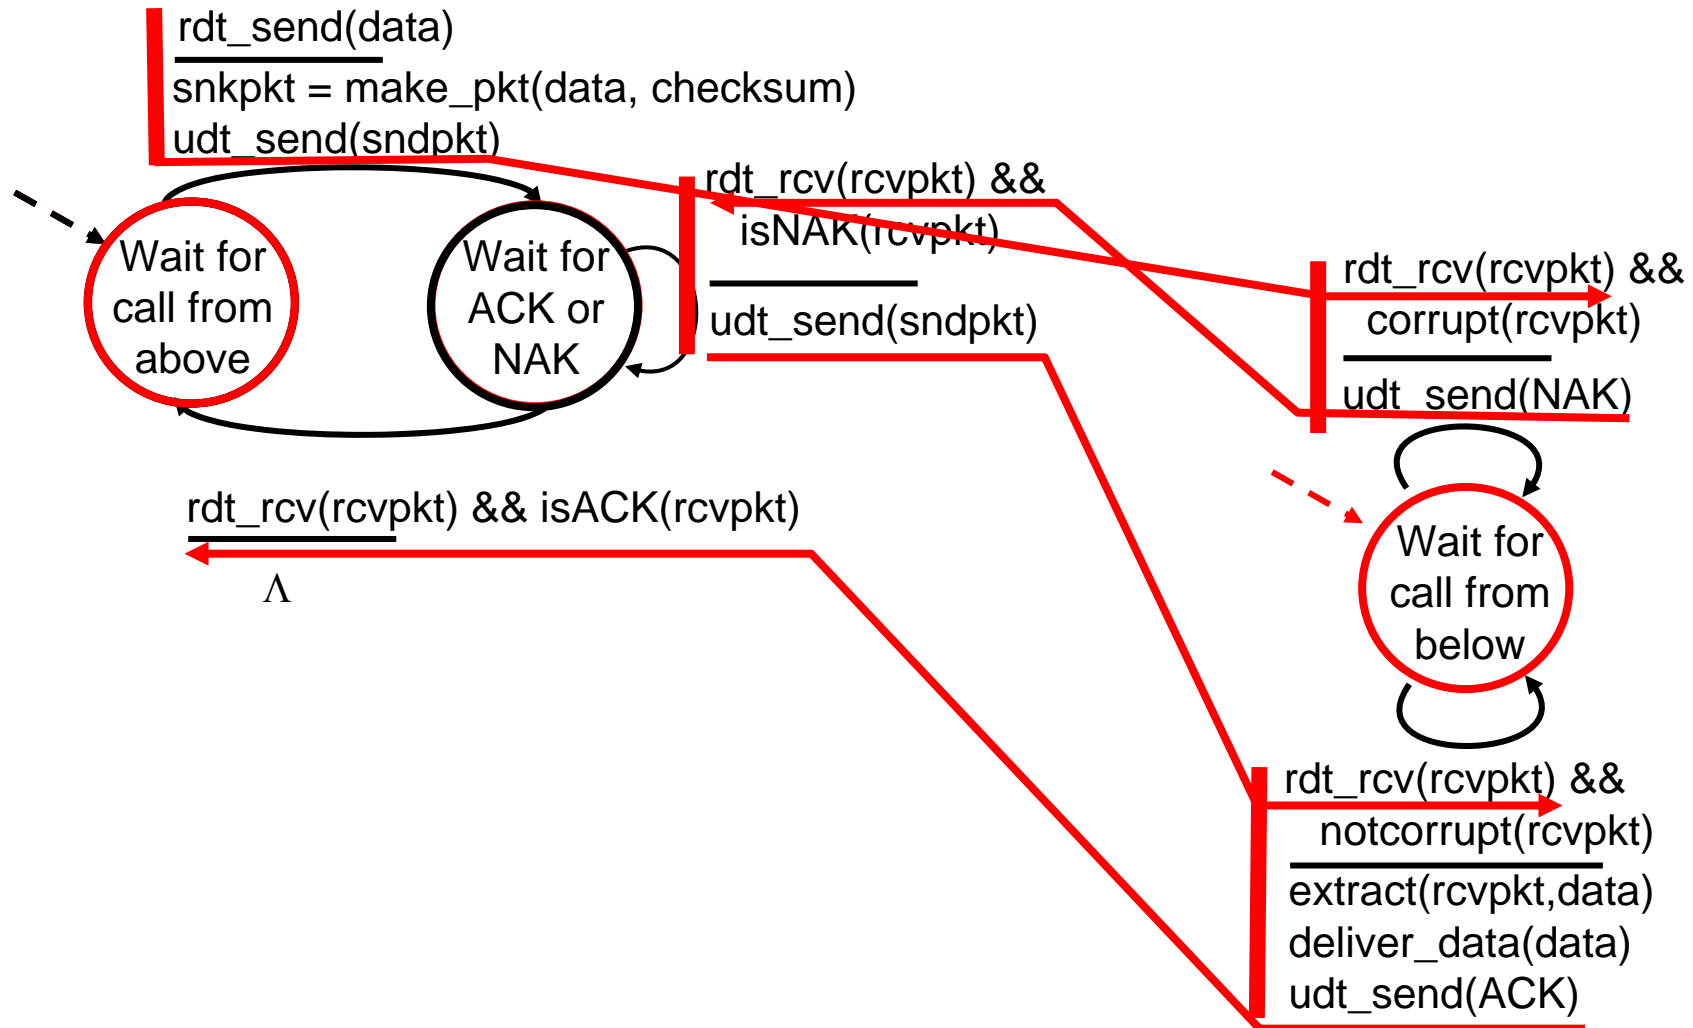 rdt_send(data)
snkpkt = make_pkt(data, checksum)
udt_send(sndpkt)
rdt_rcv(rcvpkt) &&
isNAK(rcvpkt)
udt_send(sndpkt)
Wait for
call from
above
Wait for
ACK or
NAK
rdt_rcv(rcvpkt) && isACK(rcvpkt)
Λ
rdt_rcv(rcvpkt) &&
corrupt(rcvpkt)
udt_send(NAK)
Wait for
call from
below
rdt_rcv(rcvpkt) &&
notcorrupt(rcvpkt)
extract(rcvpkt,data)
deliver_data(data)
udt_send(ACK)